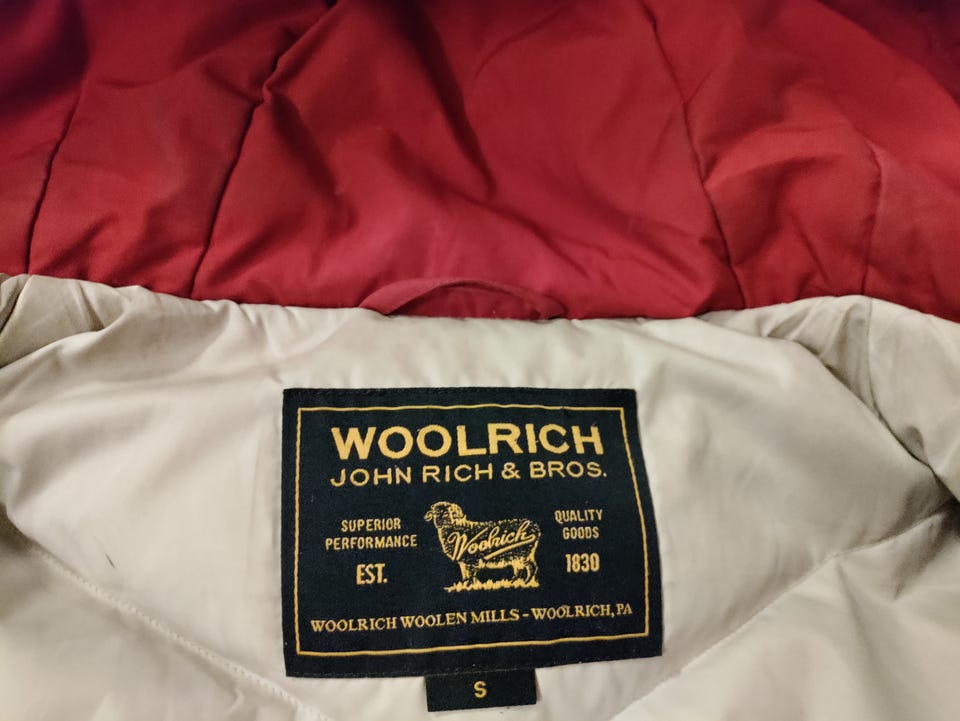 WOOLRICH
JOHN RICH & BROS.
SUPERIOR
PERFORMANCE
EST.
Woolrich
QUALITY
GOODS
1830
WOOLRICH WOOLEN MILLS - WOOLRICH, PA
S